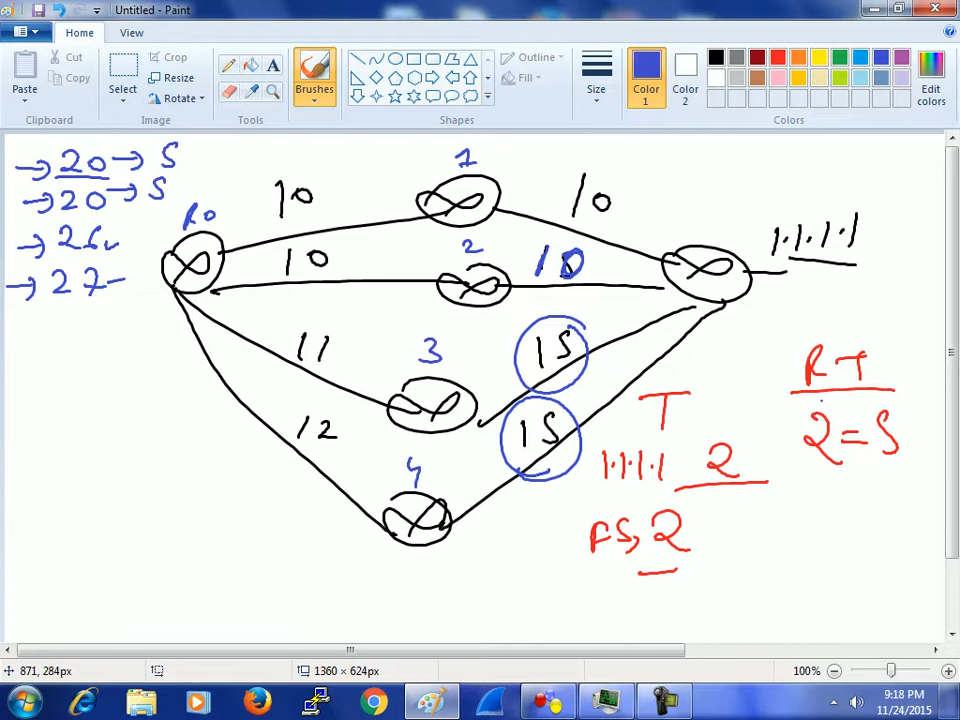 Untitled - Paint
Home
View
Paste
Cut
Copy
Clipboard
Select
Crop
Resize
Rotate
Image
A
Tools
Brushes
Shapes
Outline
Fill
Size
Color 1
Color 2
Edit colors
Colors
→ 20 → S
→ 20 → S
→ 26
→ 27
R0
10
1
10
1.1.1.1
10
2
10
11
3
15
12
4
15
T
1.1.1.1 2
FS, 2
RT
2 = S
871, 284px
1360 × 624px
100%
9:18 PM
11/24/2015